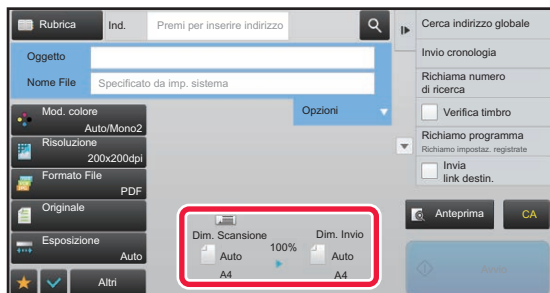 Rubrica
Ind.
Premi per inserire indirizzo
Oggetto
Nome File
Specificato da imp. sistema
Opzioni
Mod. colore
Auto/Mono2
Risoluzione
200x200dpi
Formato File
PDF
Originale
Esposizione
Auto
Altri
Dim. Scansione
100%
Dim. Invio
Auto
Auto
A4
A4
Cerca indirizzo globale
Invio cronologia
Richiama numero
di ricerca
Verifica timbro
Richiamo programma
Richiamo impostaz. registrate
Invia
link destin.
Anteprima
CA
Avvio